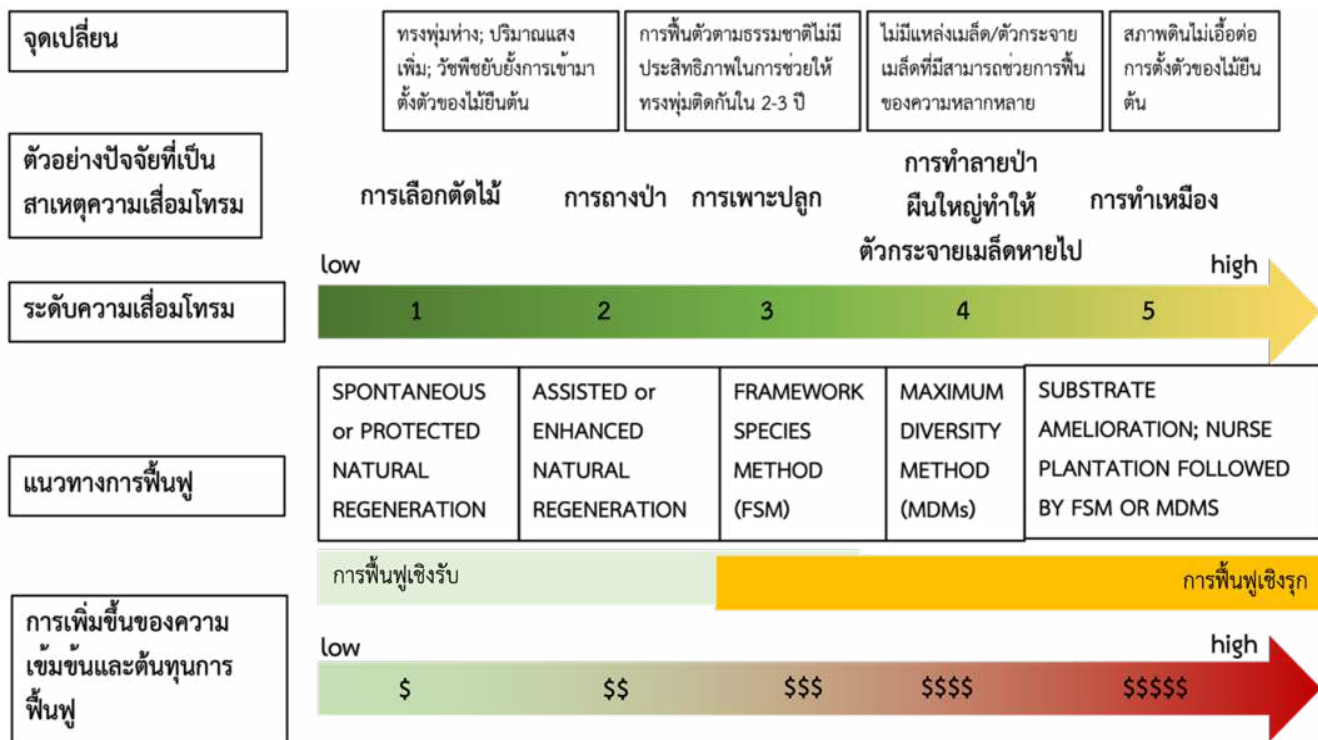 จุดเปลี่ยน
ทรงพุ่มห่าง; ปริมาณแสง
เพิ่ม; วัชพืชยับยั้งการเข้ามา
ตั้งตัวของไม้ยืนต้น
การฟื้นตัวตามธรรมชาติไม่มี
ประสิทธิภาพในการช่วยให้
ทรงพุ่มติดกันใน 2-3 ปี
ไม่มีแหล่งเมล็ด/ตัวกระจาย
เมล็ดที่มีสามารถช่วยการฟื้น
ของความหลากหลาย
สภาพดินไม่เอื้อต่อ
การตั้งตัวของไม้ยืน
ต้น
ตัวอย่างปัจจัยที่เป็น
สาเหตุความเสื่อมโทรม
การเลือกตัดไม้
การถางป่า
การเพาะปลูก
การทำลายป่า
ผืนใหญ่ทำให้
ตัวกระจายเมล็ดหายไป
การทำเหมือง
low
high
ระดับความเสื่อมโทรม
1
2
3
4
5
แนวทางการฟื้นฟู
SPONTANEOUS
or PROTECTED
NATURAL
REGENERATION
ASSISTED or
ENHANCED
NATURAL
REGENERATION
FRAMEWORK
SPECIES
METHOD
(FSM)
MAXIMUM
DIVERSITY
METHOD
(MDMs)
SUBSTRATE
AMELIORATION; NURSE
PLANTATION FOLLOWED
BY FSM OR MDMS
การฟื้นฟูเชิงรับ
การฟื้นฟูเชิงรุก
การเพิ่มขึ้นของความ
เข้มข้นและต้นทุนการ
ฟื้นฟู
low
high
$
$$
$$$
$$$$
$$$$$